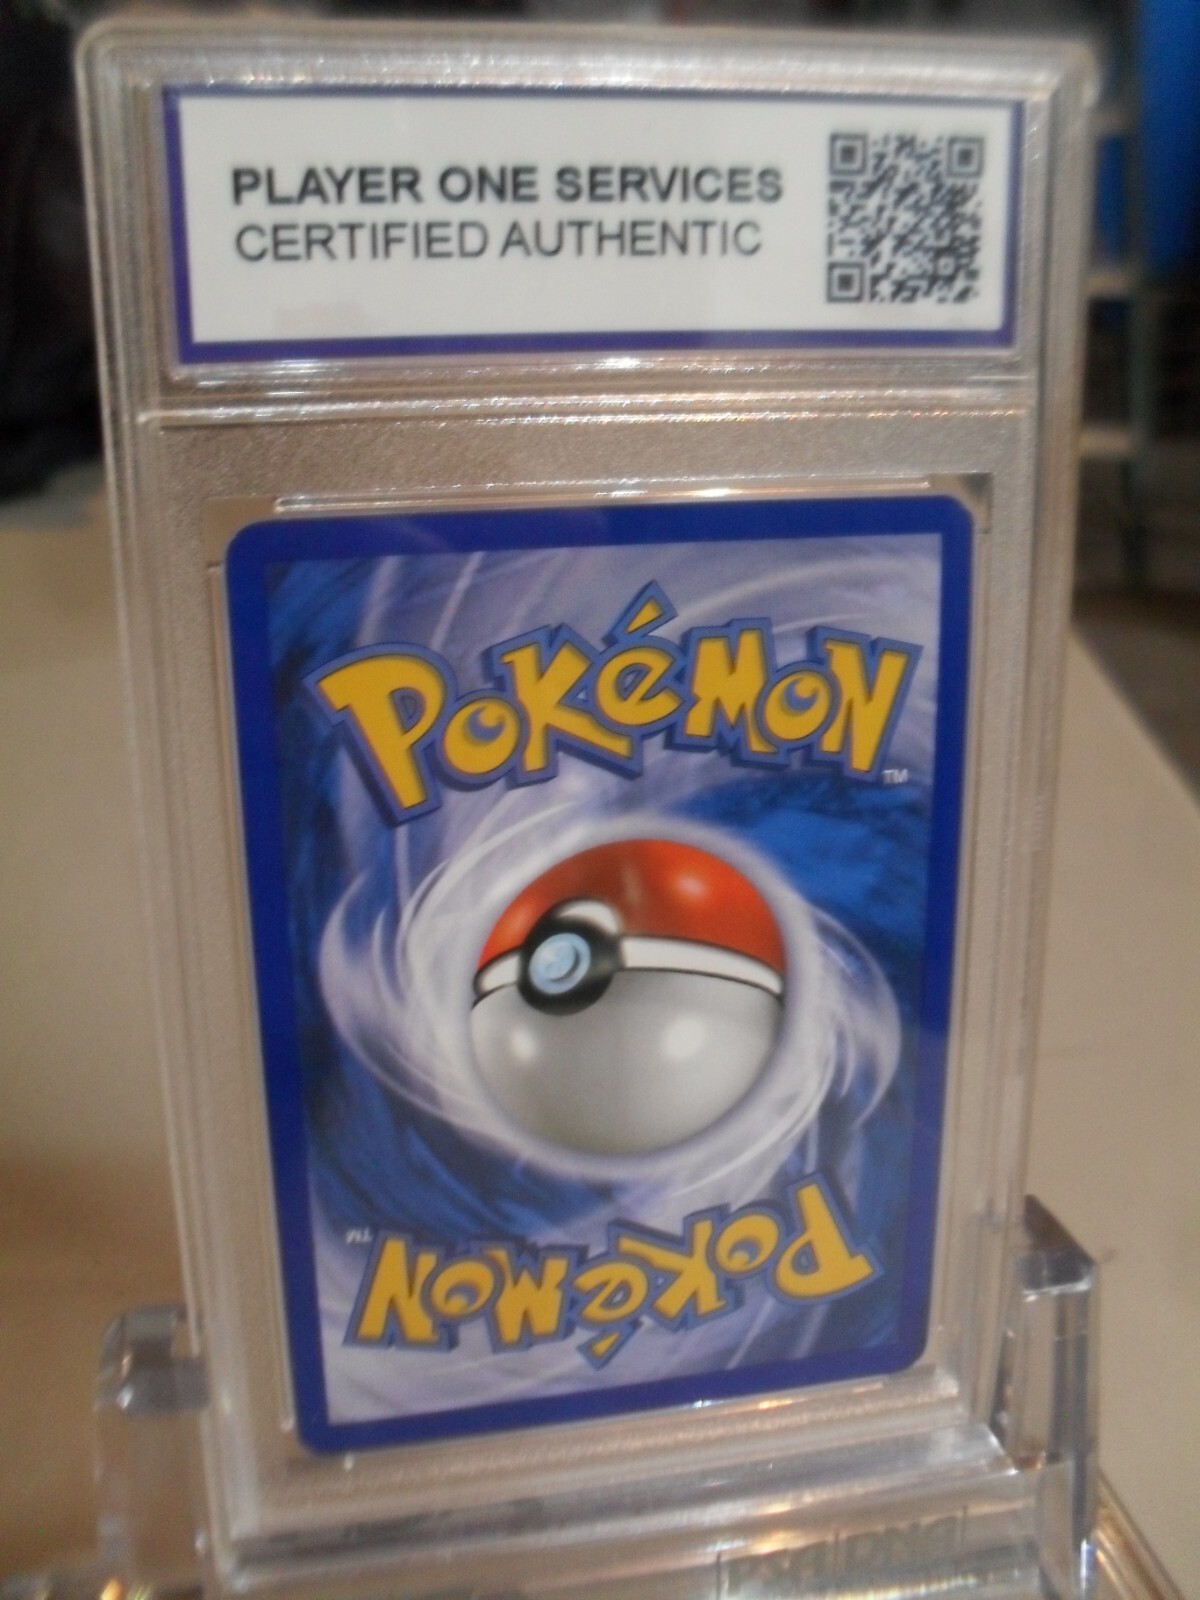 PLAYER ONE SERVICES
CERTIFIED AUTHENTIC
POKéMON
TM
TM
POKéMON